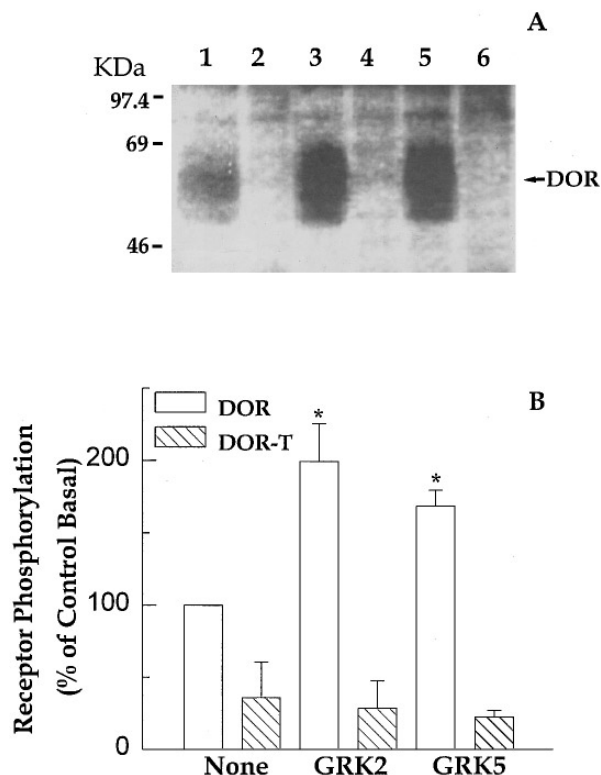 A
KDa 1 2 3 4 5 6
97.4
69
DOR
46
B
DOR
DOR-T
Receptor Phosphorylation
(% of Control Basal)
200
100
0
* *
None GRK2 GRK5